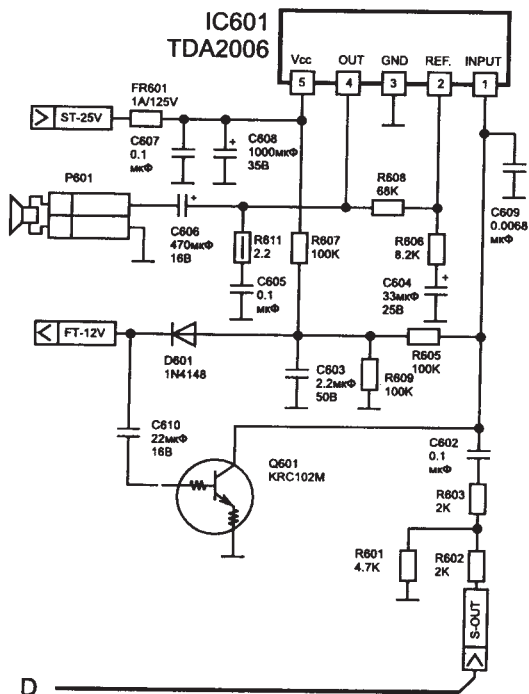 IC601
TDA2006
Vcc OUT GND REF. INPUT
5 4 3 2 1
FR601
1A/125V
ST-25V
C607
0.1
мкФ
C608
1000мкФ
35В
P601
R608
68K
C609
0.0068
мкФ
C606
470мкФ
16В
R611
2.2
R607
100K
R606
8.2K
C605
0.1
мкФ
C604
33мкФ
25В
FT-12V
D601
1N4148
C603
2.2мкФ
50В
R609
100K
R605
100K
C610
22мкФ
16В
Q601
KRC102M
C602
0.1
мкФ
R603
2K
R601
4.7K
R602
2K
S-OUT
D